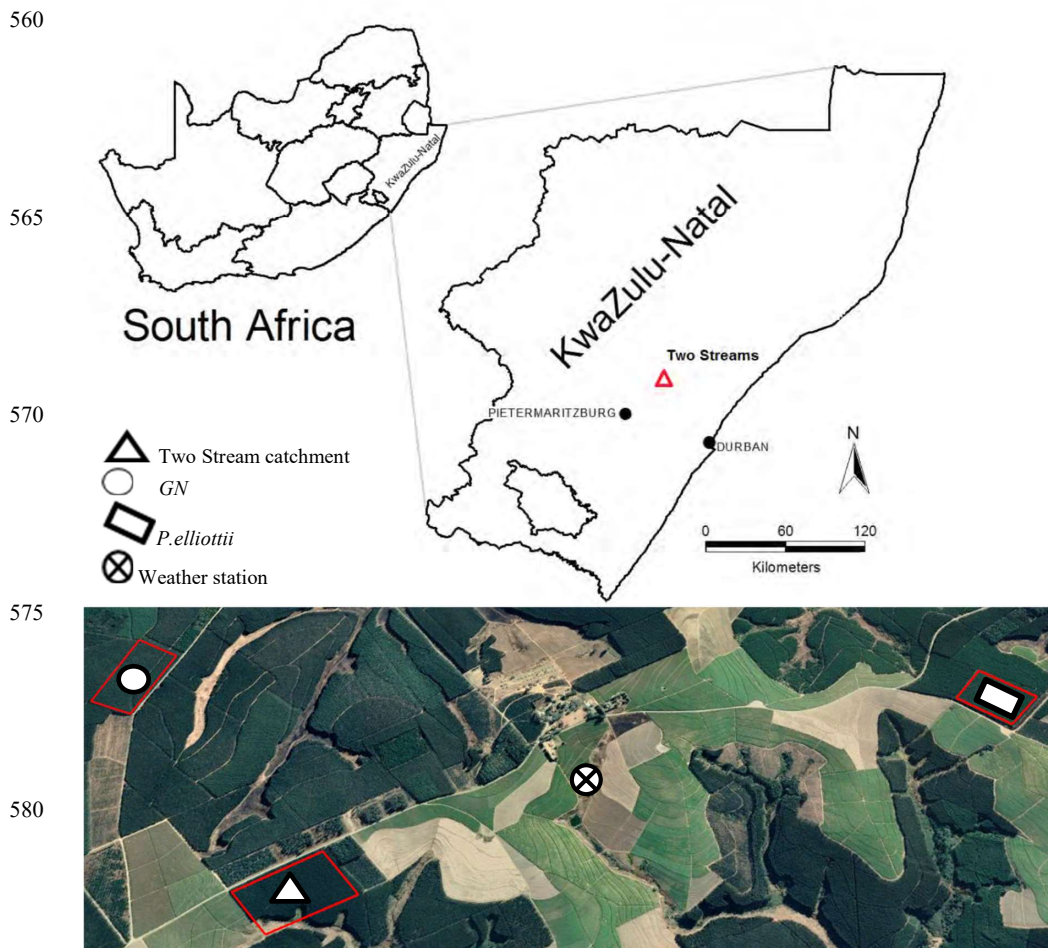 560
KwaZulu-Natal
565
South Africa
KwaZulu-Natal
Two Streams
570
PIETERMARITZBURG
DURBAN
N
Two Stream catchment
GN
P.elliottii
Weather station
0 60 120
Kilometers
575
580